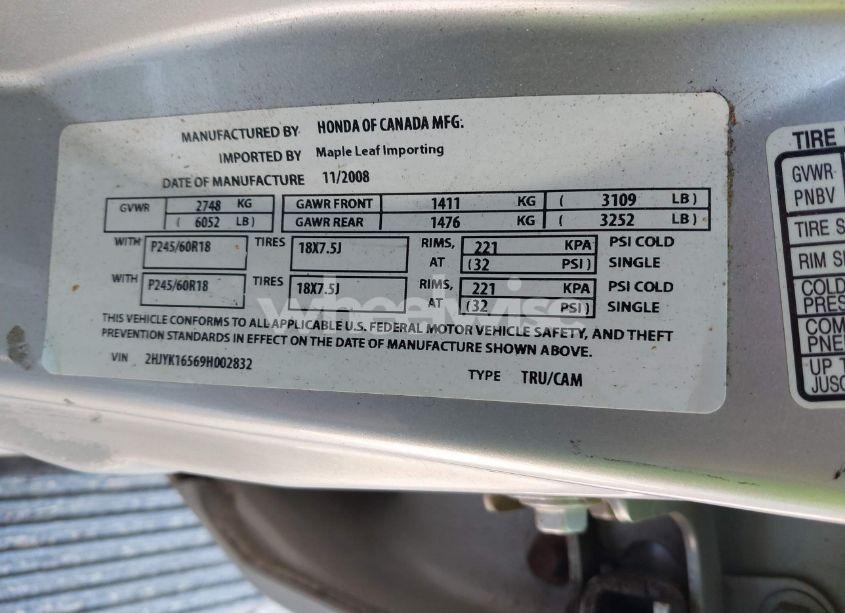 MANUFACTURED BY HONDA OF CANADA MFG.
IMPORTED BY Maple Leaf Importing
DATE OF MANUFACTURE 11/2008
GVWR 2748 KG GAWR FRONT 1411 KG ( 3109 LB )
( 6052 LB ) GAWR REAR 1476 KG ( 3252 LB )
WITH P245/60R18 TIRES 18X7.5J RIMS, 221 KPA PSI COLD
AT (32 PSI ) SINGLE
WITH P245/60R18 TIRES 18X7.5J RIMS, 221 KPA PSI COLD
AT (32 PSI ) SINGLE
wheelwise
THIS VEHICLE CONFORMS TO ALL APPLICABLE U.S. FEDERAL MOTOR VEHICLE SAFETY, AND THEFT
PREVENTION STANDARDS IN EFFECT ON THE DATE OF MANUFACTURE SHOWN ABOVE.
VIN 2HJYK16569H002832
TYPE TRU/CAM
TIRE
GVWR
PNBV
TIRE S
RIM SI
COLD
PRES
COM
PNE
UP T
JUSC